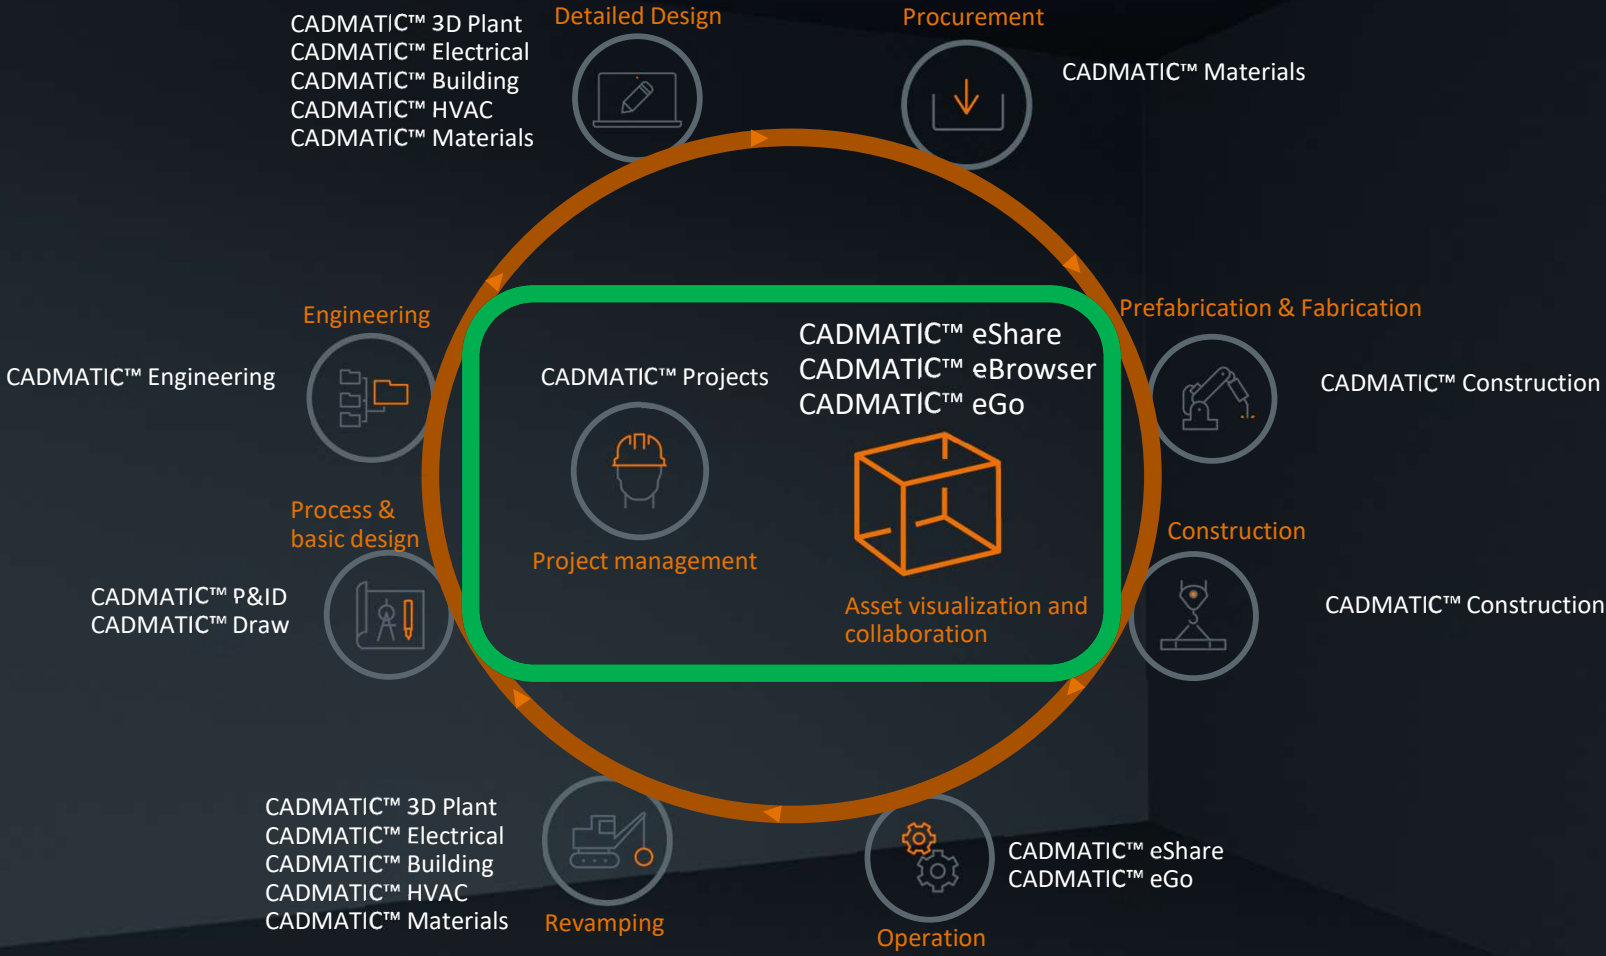 CADMATIC™ 3D Plant
CADMATIC™ Electrical
CADMATIC™ Building
CADMATIC™ HVAC
CADMATIC™ Materials
Detailed Design
Procurement
CADMATIC™ Materials
Engineering
CADMATIC™ Engineering
CADMATIC™ Projects
Project management
CADMATIC™ eShare
CADMATIC™ eBrowser
CADMATIC™ eGo
Asset visualization and
collaboration
Prefabrication & Fabrication
CADMATIC™ Construction
Process &
basic design
CADMATIC™ P&ID
CADMATIC™ Draw
Construction
CADMATIC™ Construction
CADMATIC™ 3D Plant
CADMATIC™ Electrical
CADMATIC™ Building
CADMATIC™ HVAC
CADMATIC™ Materials
Revamping
CADMATIC™ eShare
CADMATIC™ eGo
Operation